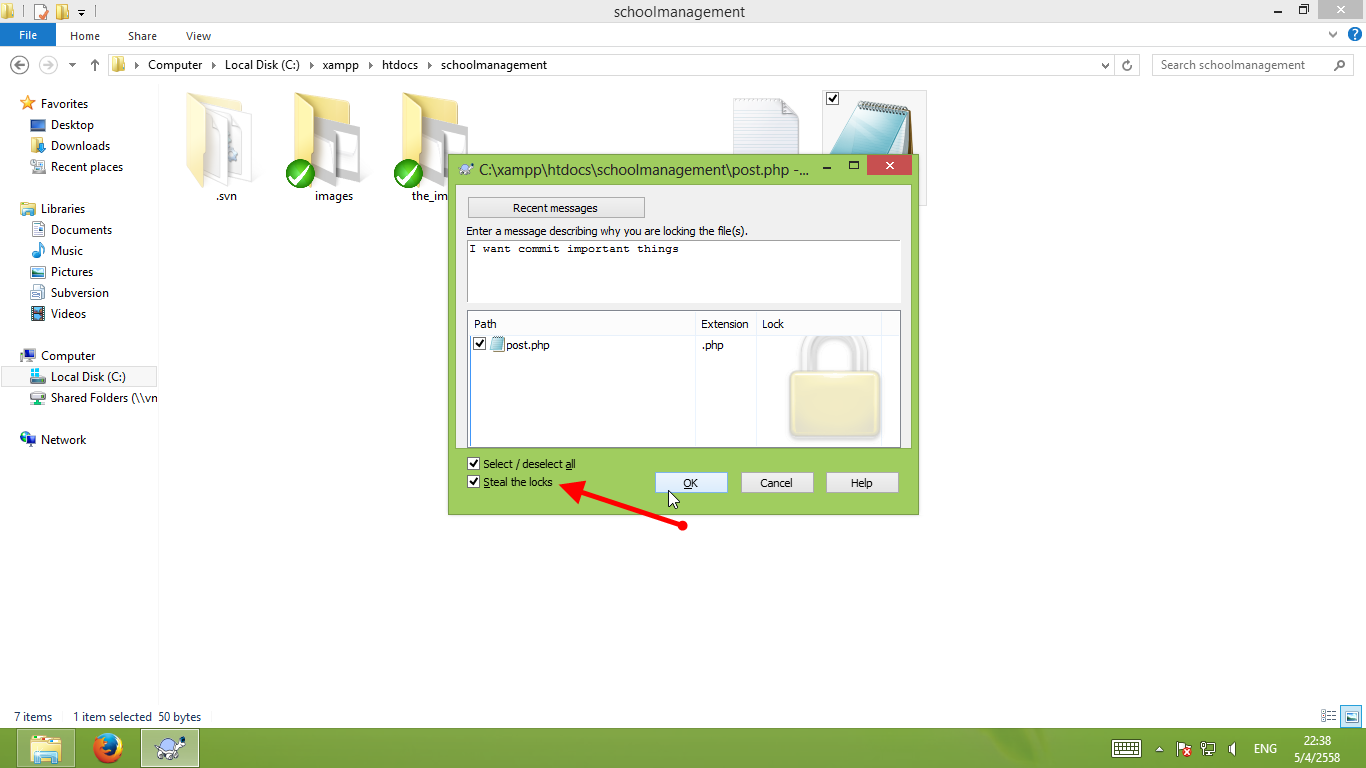 schoolmanagement
File Home Share View
Computer Local Disk (C:) xampp htdocs schoolmanagement
Search schoolmanagement
Favorites
Desktop
Downloads
Recent places
Libraries
Documents
Music
Pictures
Subversion
Videos
Computer
Local Disk (C:)
Shared Folders (\\vn
Network
.svn
images
the_im
C:\xampp\htdocs\schoolmanagement\post.php -...
Recent messages
Enter a message describing why you are locking the file(s).
I want commit important things
Path Extension Lock
post.php .php
Select / deselect all
Steal the locks
OK Cancel Help
7 items 1 item selected 50 bytes
ENG
22:38
5/4/2558